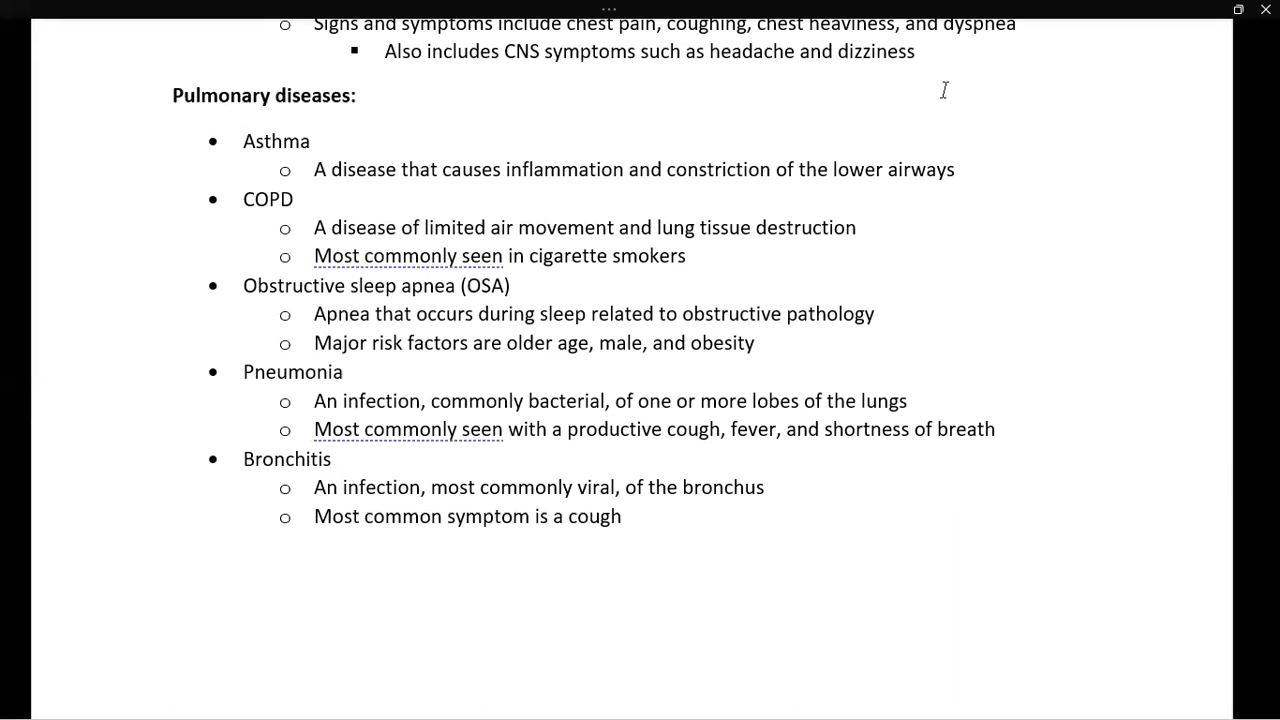 Signs and symptoms include chest pain, coughing, chest heaviness, and dyspnea
Also includes CNS symptoms such as headache and dizziness
Pulmonary diseases:
Asthma
A disease that causes inflammation and constriction of the lower airways
COPD
A disease of limited air movement and lung tissue destruction
Most commonly seen in cigarette smokers
Obstructive sleep apnea (OSA)
Apnea that occurs during sleep related to obstructive pathology
Major risk factors are older age, male, and obesity
Pneumonia
An infection, commonly bacterial, of one or more lobes of the lungs
Most commonly seen with a productive cough, fever, and shortness of breath
Bronchitis
An infection, most commonly viral, of the bronchus
Most common symptom is a cough